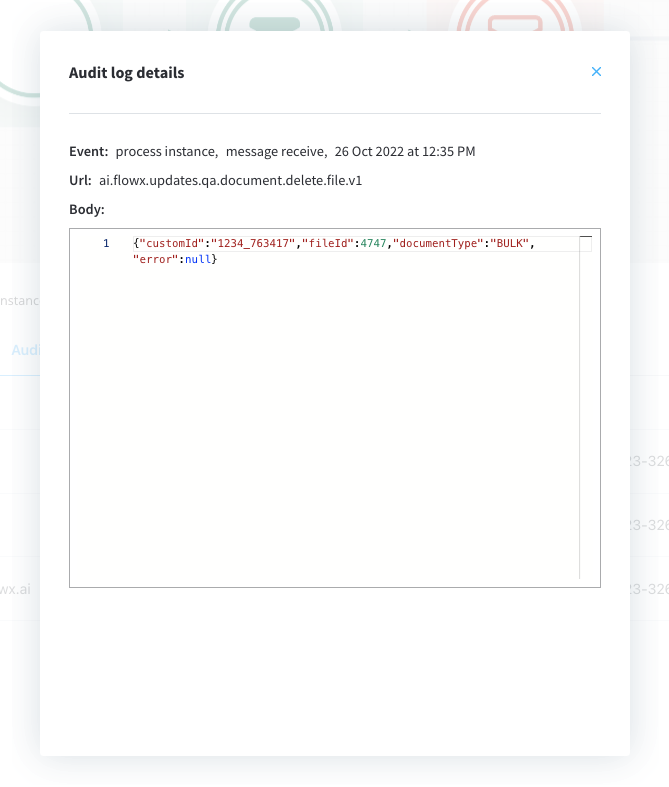 Audit log details
Event: process instance, message receive, 26 Oct 2022 at 12:35 PM
Url: ai.flowx.updates.qa.document.delete.file.v1
Body:
1 {"customId":"1234_763417","fileId":4747,"documentType":"BULK",
"error":null}
nstance
Audi
23-326
23-326
wx.ai
23-326